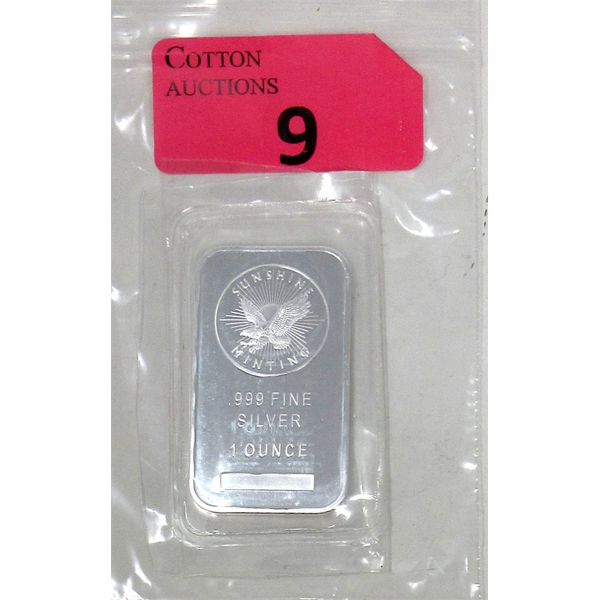 COTTON
AUCTIONS
9
SUNSHINE
MINTING
.999 FINE
SILVER
1 OUNCE